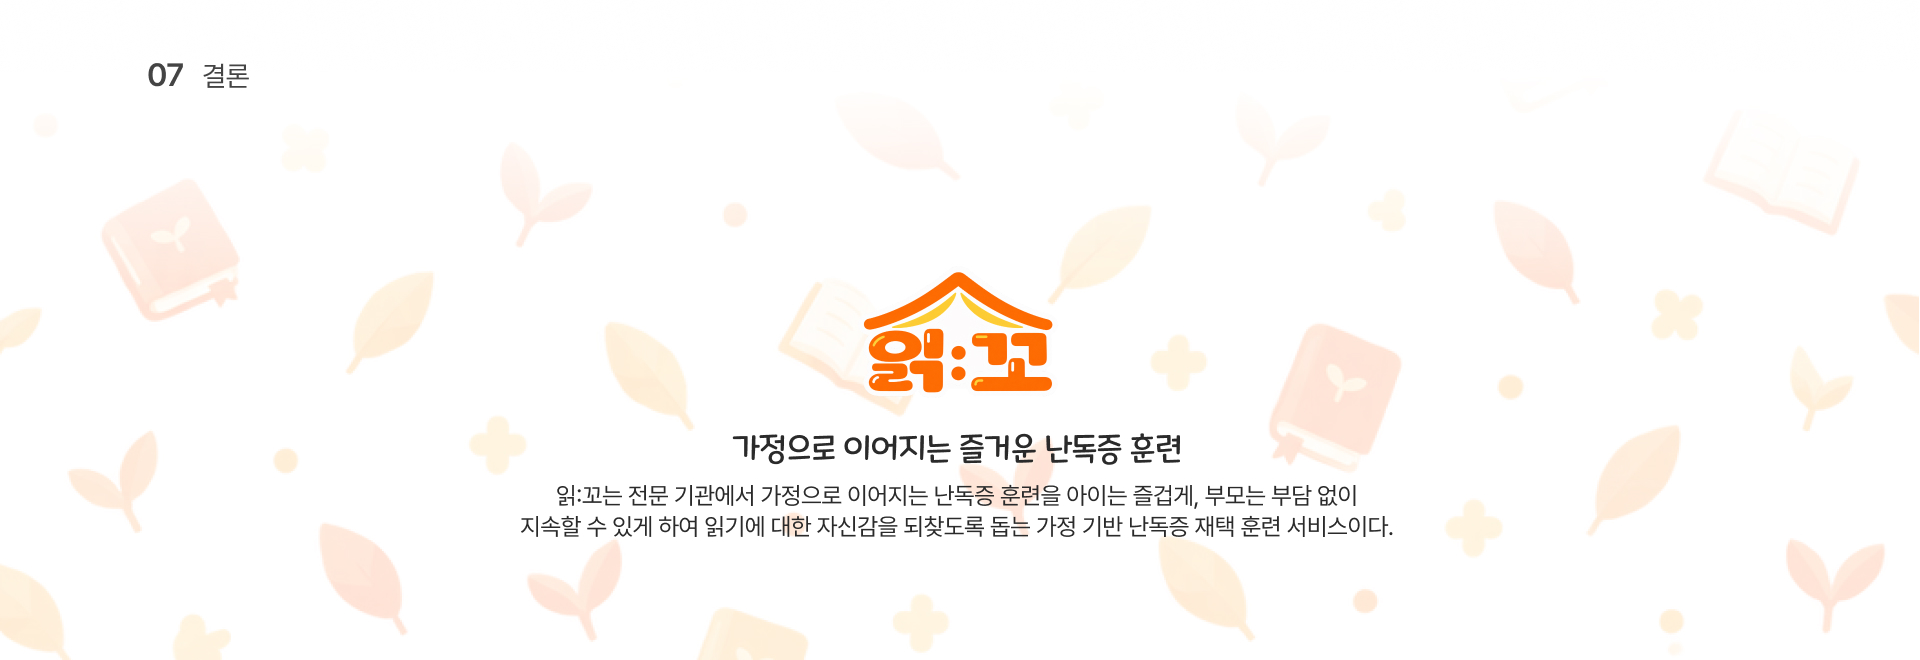 07 결론
읽:꼬
가정으로 이어지는 즐거운 난독증 훈련
읽:꼬는 전문 기관에서 가정으로 이어지는 난독증 훈련을 아이는 즐겁게, 부모는 부담 없이
지속할 수 있게 하여 읽기에 대한 자신감을 되찾도록 돕는 가정 기반 난독증 재택 훈련 서비스이다.